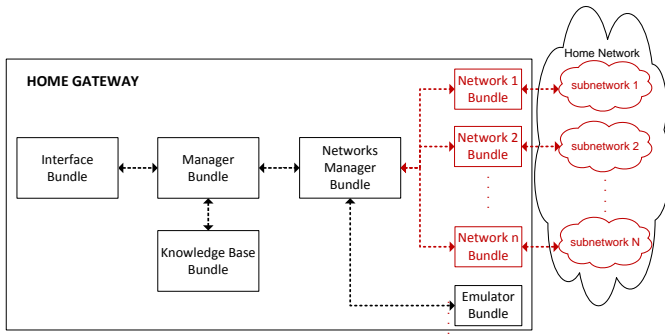 Home Network
HOME GATEWAY
Network 1
Bundle
subnetwork 1
Interface
Bundle
Manager
Bundle
Networks
Manager
Bundle
Network 2
Bundle
subnetwork 2
Knowledge Base
Bundle
Network n
Bundle
subnetwork N
Emulator
Bundle